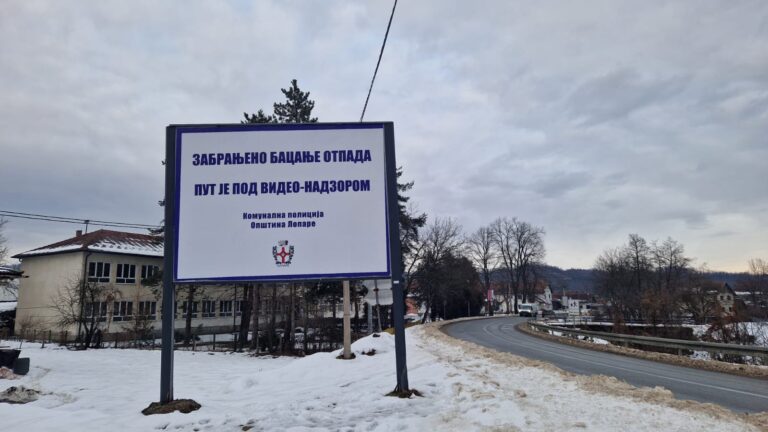 ЗАБРАЊЕНО БАЦАЊЕ ОТПАДА
ПУТ ЈЕ ПОД ВИДЕО-НАДЗОРОМ
Комунална полиција
Општина Лопаре